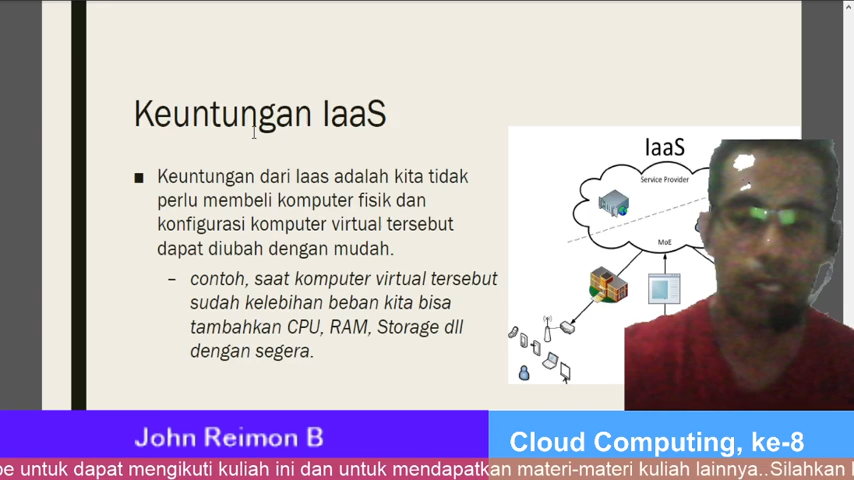 Keuntungan IaaS
■ Keuntungan dari Iaas adalah kita tidak
perlu membeli komputer fisik dan
konfigurasi komputer virtual tersebut
dapat diubah dengan mudah.
– contoh, saat komputer virtual tersebut
sudah kelebihan beban kita bisa
tambahkan CPU, RAM, Storage dll
dengan segera.
IaaS
Service Provider
MoE
John Reimon B
Cloud Computing, ke-8
untuk dapat mengikuti kuliah ini dan untuk mendapatkan materi-materi kuliah lainnya..Silahkan